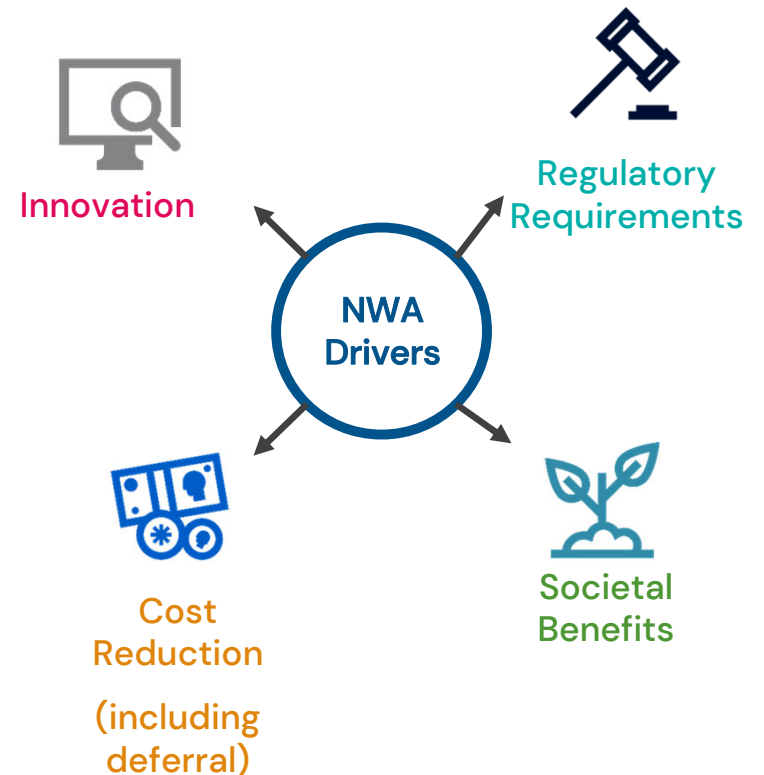 Innovation
Regulatory
Requirements
NWA
Drivers
Cost
Reduction
(including
deferral)
Societal
Benefits